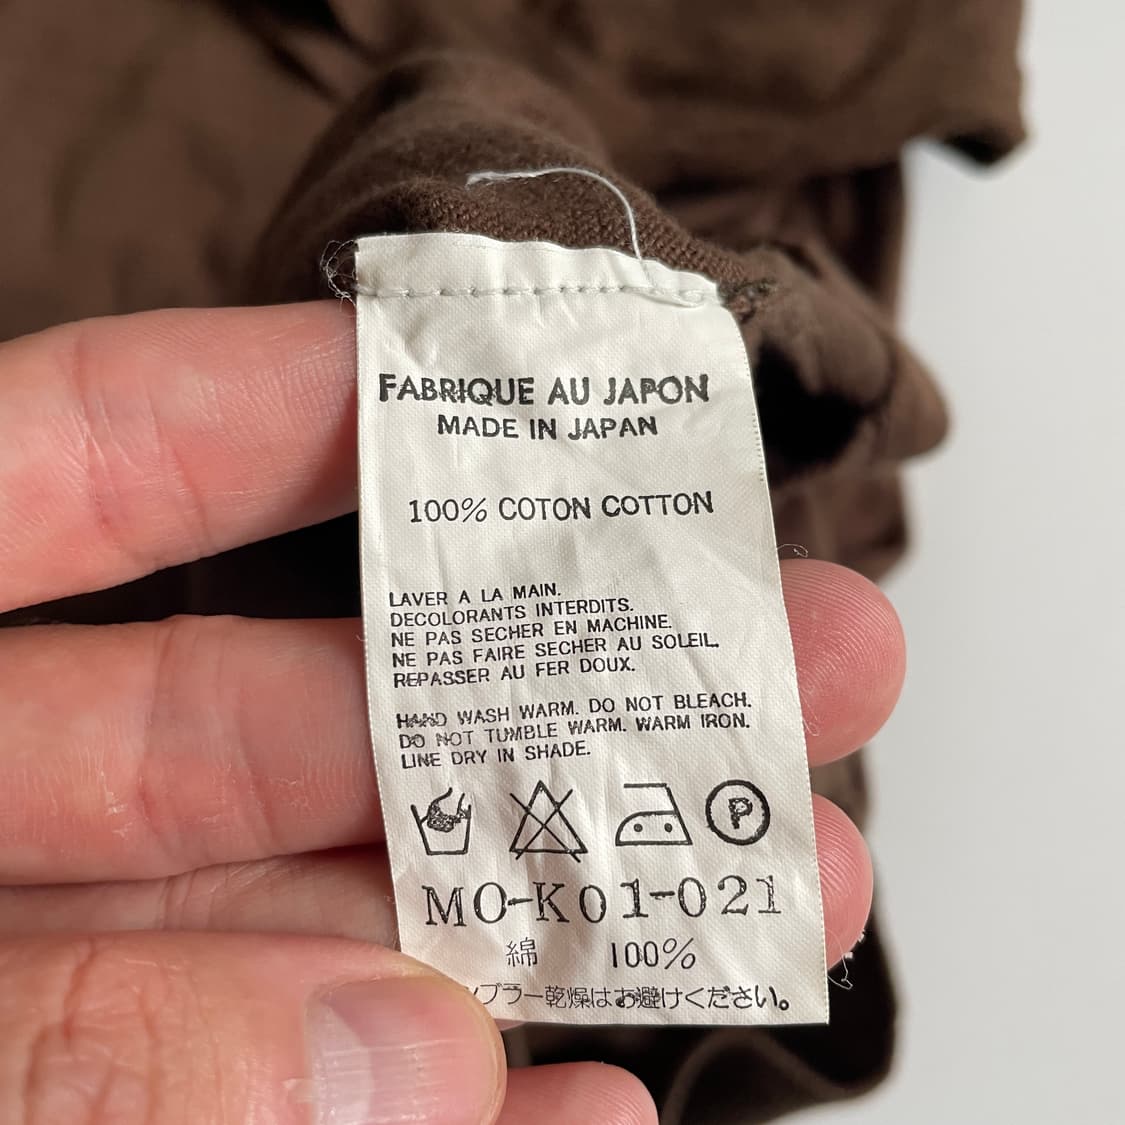 FABRIQUE AU JAPON
MADE IN JAPAN
100% COTON COTTON
LAVER A LA MAIN.
DECOLORANTS INTERDITS.
NE PAS SECHER EN MACHINE.
NE PAS FAIRE SECHER AU SOLEIL.
REPASSER AU FER DOUX.
HAND WASH WARM. DO NOT BLEACH.
DO NOT TUMBLE WARM. WARM IRON.
LINE DRY IN SHADE.
P
MO-K01-021
綿 100%
ンブラー乾燥はお避けください。